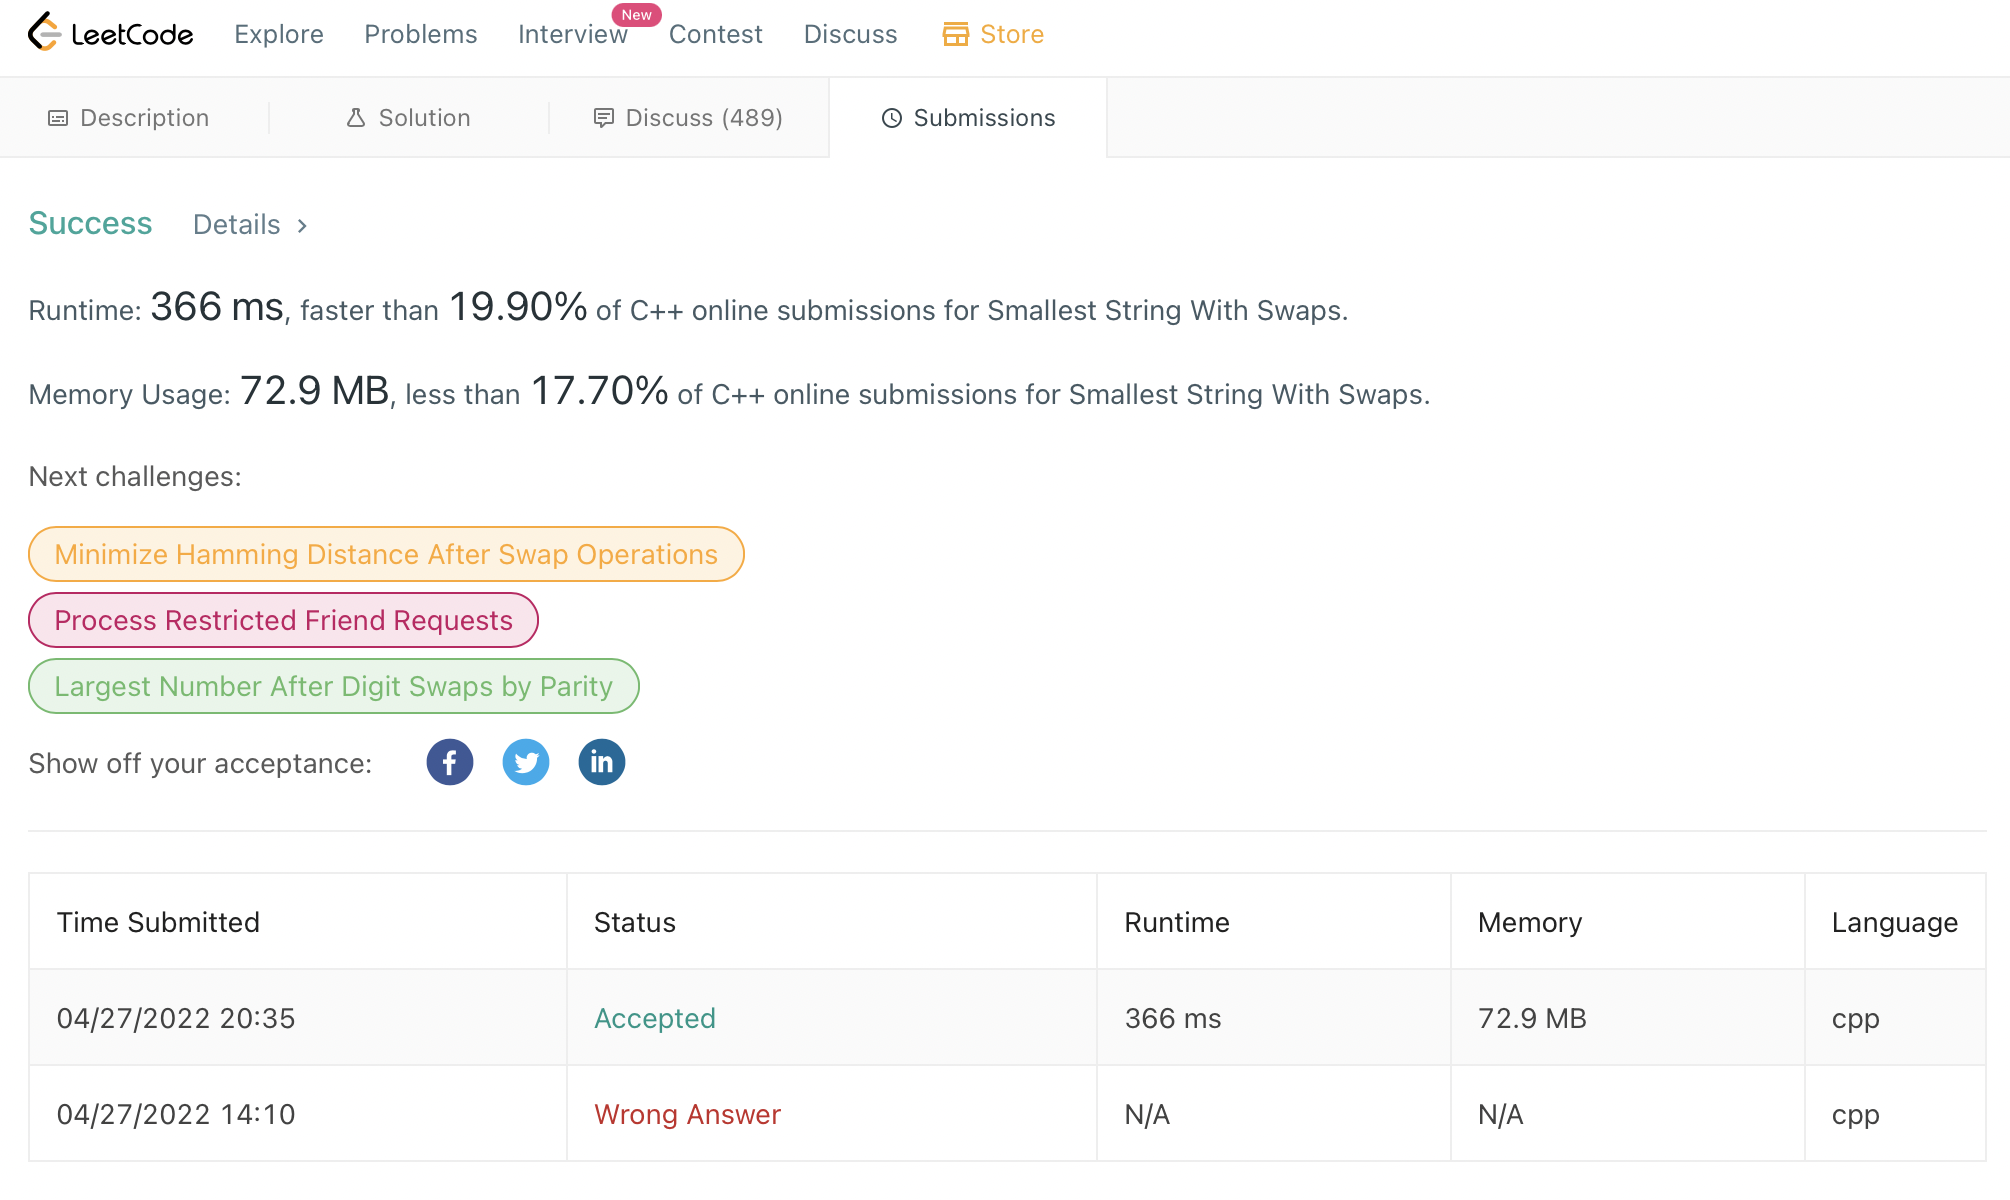 LeetCode Explore Problems Interview New Contest Discuss Store
Description Solution Discuss (489) Submissions
Success Details >
Runtime: 366 ms, faster than 19.90% of C++ online submissions for Smallest String With Swaps.
Memory Usage: 72.9 MB, less than 17.70% of C++ online submissions for Smallest String With Swaps.
Next challenges:
Minimize Hamming Distance After Swap Operations
Process Restricted Friend Requests
Largest Number After Digit Swaps by Parity
Show off your acceptance: f in
Time Submitted Status Runtime Memory Language
04/27/2022 20:35 Accepted 366 ms 72.9 MB cpp
04/27/2022 14:10 Wrong Answer N/A N/A cpp